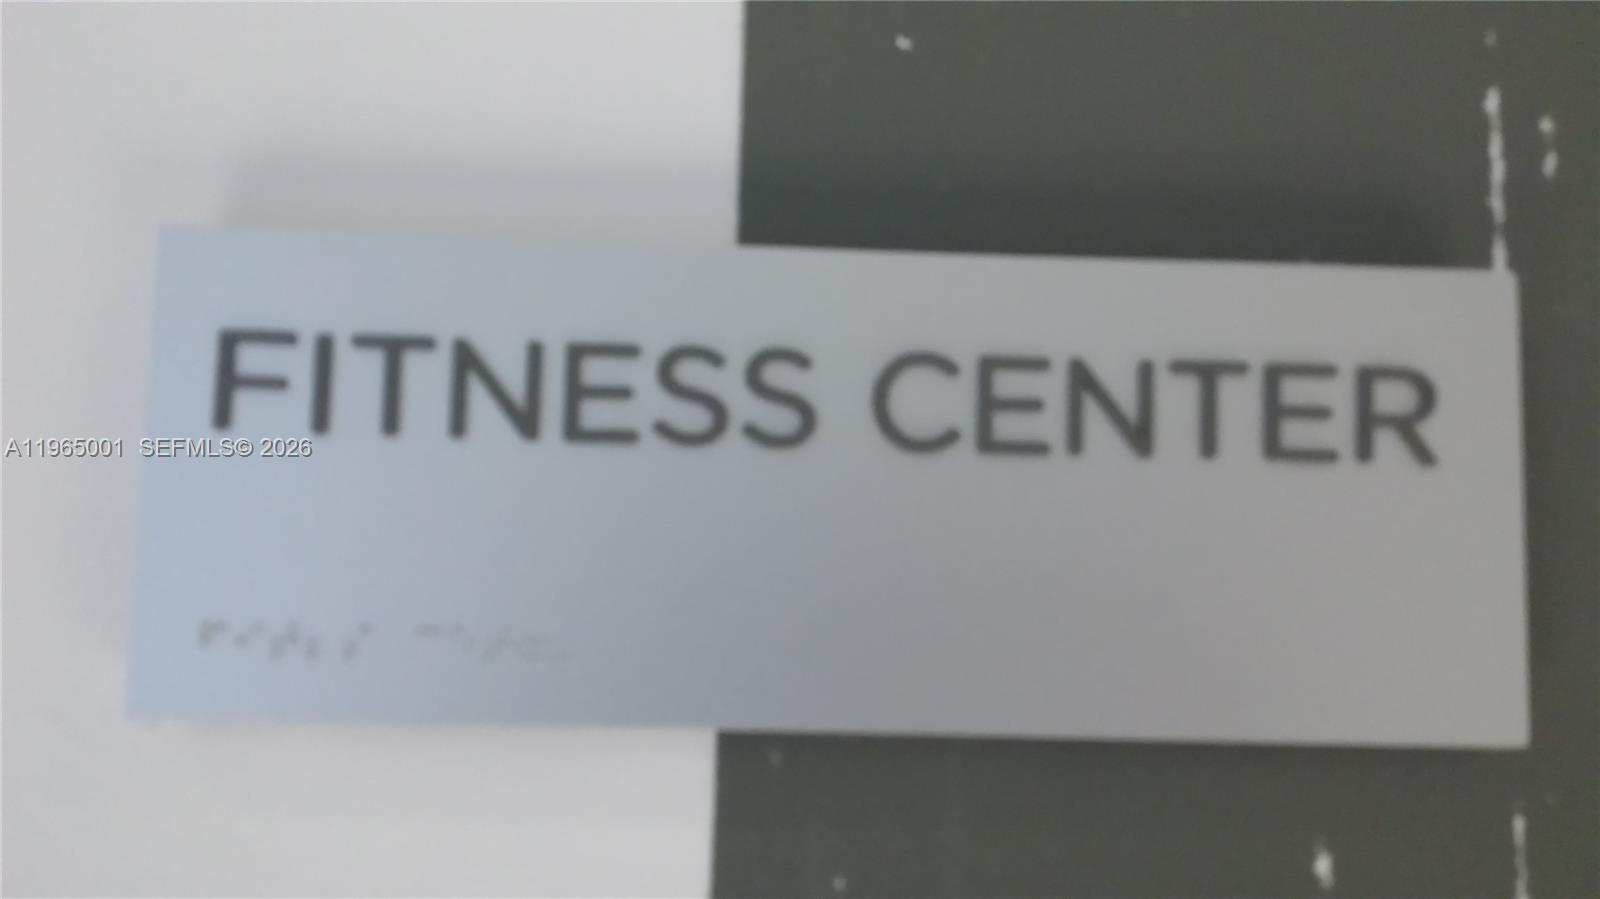 FITNESS CENTER
A11965001 SEFMLS© 2026